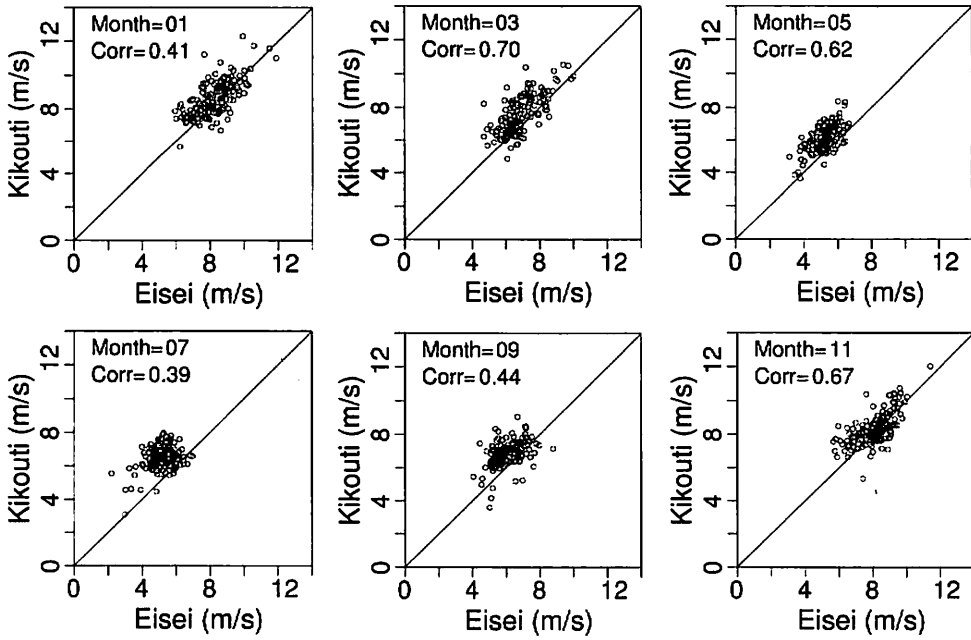 Month=01
Corr=0.41
Kikouti (m/s)
12
8
4
0
0 4 8 12
Eisei (m/s)
Month=03
Corr=0.70
Kikouti (m/s)
12
8
4
0
0 4 8 12
Eisei (m/s)
Month=05
Corr=0.62
Kikouti (m/s)
12
8
4
0
0 4 8 12
Eisei (m/s)
Month=07
Corr=0.39
Kikouti (m/s)
12
8
4
0
0 4 8 12
Eisei (m/s)
Month=09
Corr=0.44
Kikouti (m/s)
12
8
4
0
0 4 8 12
Eisei (m/s)
Month=11
Corr=0.67
Kikouti (m/s)
12
8
4
0
0 4 8 12
Eisei (m/s)